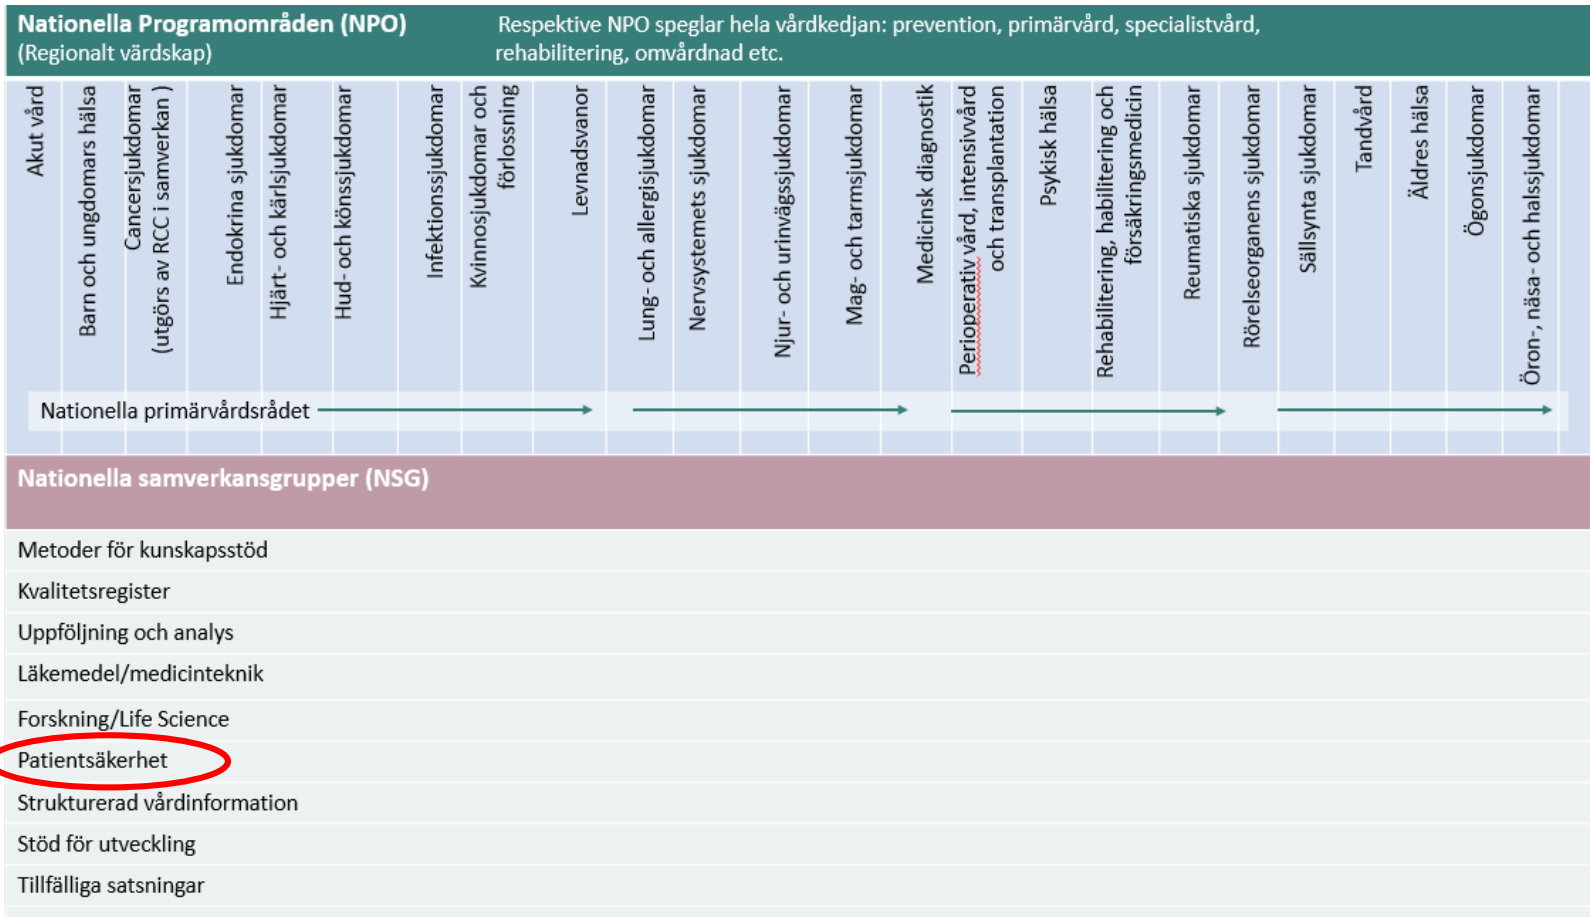 Nationella Programområden (NPO)
(Regionalt värdskap)
Respektive NPO speglar hela vårdkedjan: prevention, primärvård, specialistvård,
rehabilitering, omvårdnad etc.
Akut vård
Barn och ungdomars hälsa
Cancersjukdomar
(utgörs av RCC i samverkan )
Endokrina sjukdomar
Hjärt- och kärlsjukdomar
Hud- och könssjukdomar
Infektionssjukdomar
Kvinnosjukdomar och
förlossning
Levnadsvanor
Lung- och allergisjukdomar
Nervsystemets sjukdomar
Njur- och urinvägssjukdomar
Mag- och tarmsjukdomar
Medicinsk diagnostik
Perioperativ vård, intensivvård
och transplantation
Psykisk hälsa
Rehabilitering, habilitering och
försäkringsmedicin
Reumatiska sjukdomar
Rörelseorganens sjukdomar
Sällsynta sjukdomar
Tandvård
Äldres hälsa
Ögonsjukdomar
Öron-, näsa- och halssjukdomar
Nationella primärvårdsrådet
Nationella samverkansgrupper (NSG)
Metoder för kunskapsstöd
Kvalitetsregister
Uppföljning och analys
Läkemedel/medicinteknik
Forskning/Life Science
Patientsäkerhet
Strukturerad vårdinformation
Stöd för utveckling
Tillfälliga satsningar